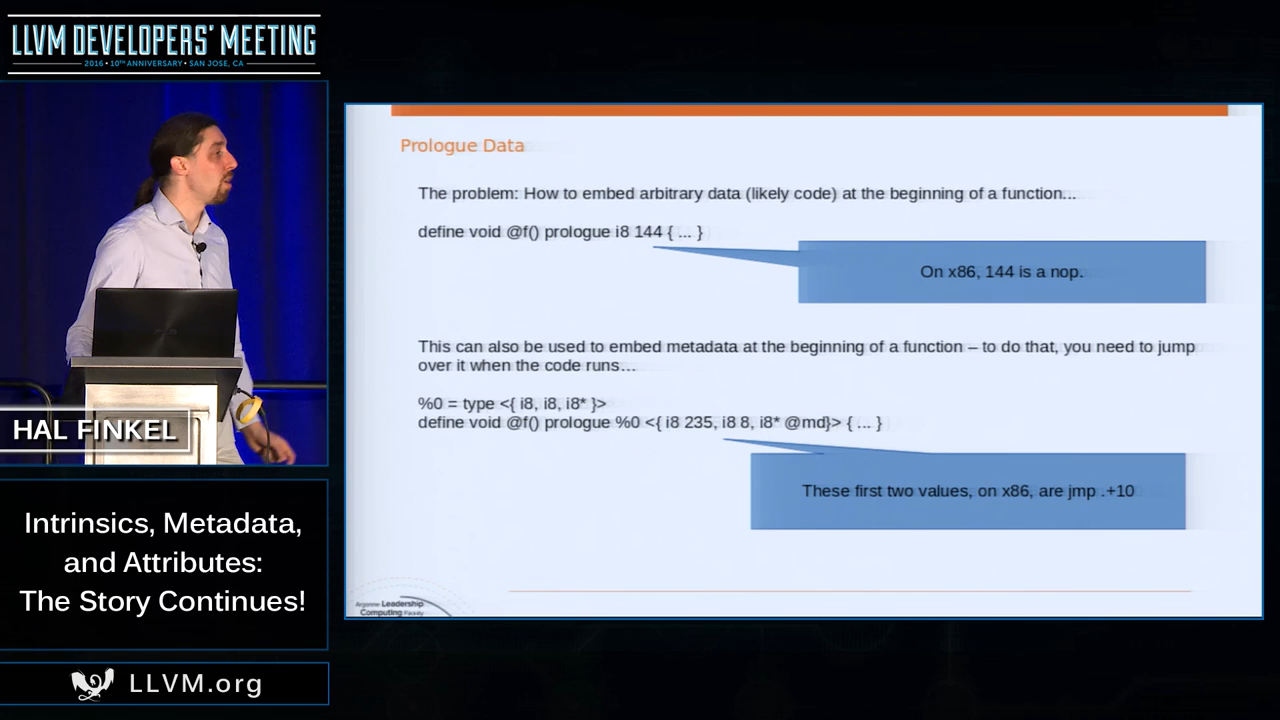 LLVM DEVELOPERS' MEETING
2016 • 10TH ANNIVERSARY • SAN JOSE, CA
Prologue Data
The problem: How to embed arbitrary data (likely code) at the beginning of a function...
define void @f() prologue i8 144 { ... }
On x86, 144 is a nop.
This can also be used to embed metadata at the beginning of a function – to do that, you need to jump
over it when the code runs…
%0 = type <{ i8, i8, i8* }>
define void @f() prologue %0 <{ i8 235, i8 8, i8* @md}> { ... }
These first two values, on x86, are jmp .+10
Argonne Leadership
Computing Facility
HAL FINKEL
Intrinsics, Metadata,
and Attributes:
The Story Continues!
LLVM.org